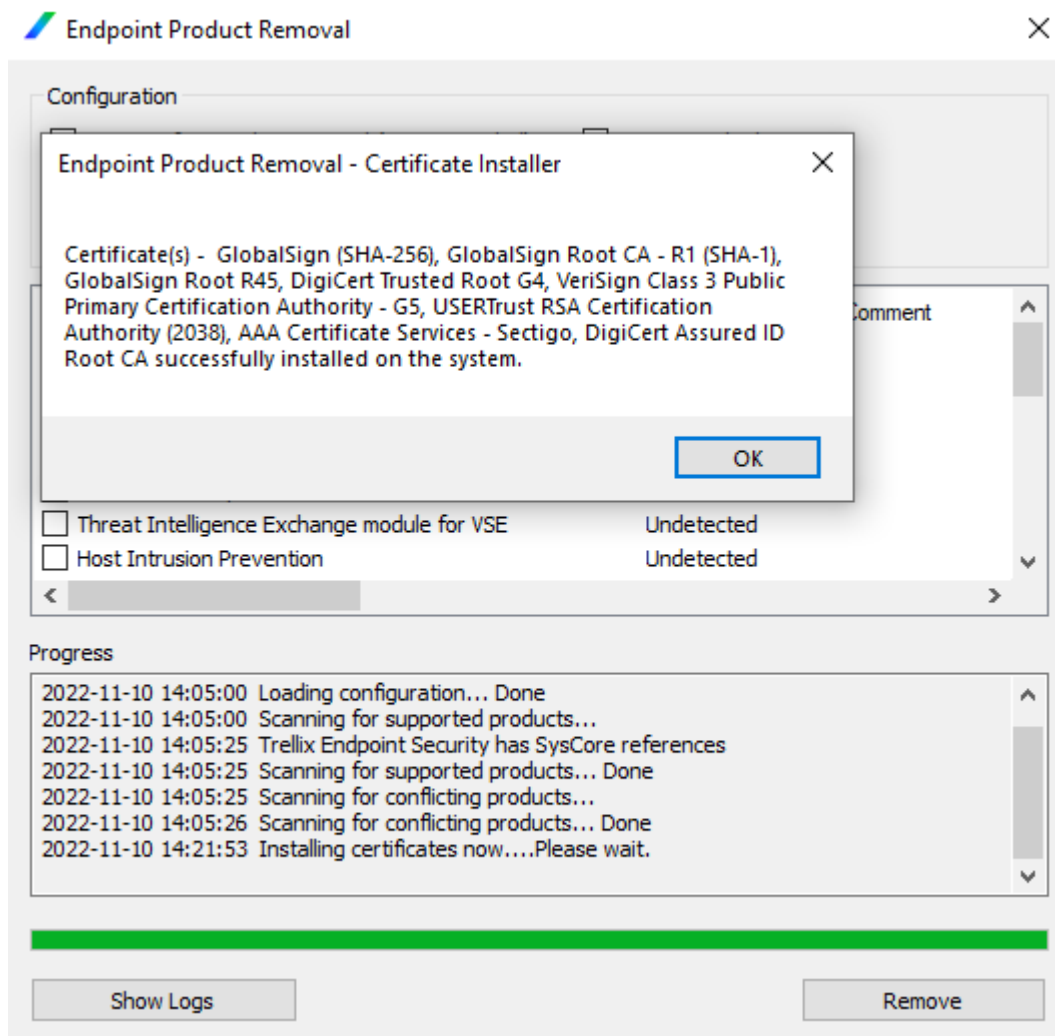 Endpoint Product Removal
Configuration
Endpoint Product Removal - Certificate Installer
Certificate(s) -  GlobalSign (SHA-256), GlobalSign Root CA - R1 (SHA-1),
GlobalSign Root R45, DigiCert Trusted Root G4, VeriSign Class 3 Public
Primary Certification Authority - G5, USERTrust RSA Certification
Authority (2038), AAA Certificate Services - Sectigo, DigiCert Assured ID
Root CA successfully installed on the system.
OK
Comment
Threat Intelligence Exchange module for VSE Undetected
Host Intrusion Prevention Undetected
Progress
2022-11-10 14:05:00 Loading configuration... Done
2022-11-10 14:05:00 Scanning for supported products...
2022-11-10 14:05:25 Trellix Endpoint Security has SysCore references
2022-11-10 14:05:25 Scanning for supported products... Done
2022-11-10 14:05:25 Scanning for conflicting products...
2022-11-10 14:05:26 Scanning for conflicting products... Done
2022-11-10 14:21:53 Installing certificates now....Please wait.
Show Logs
Remove